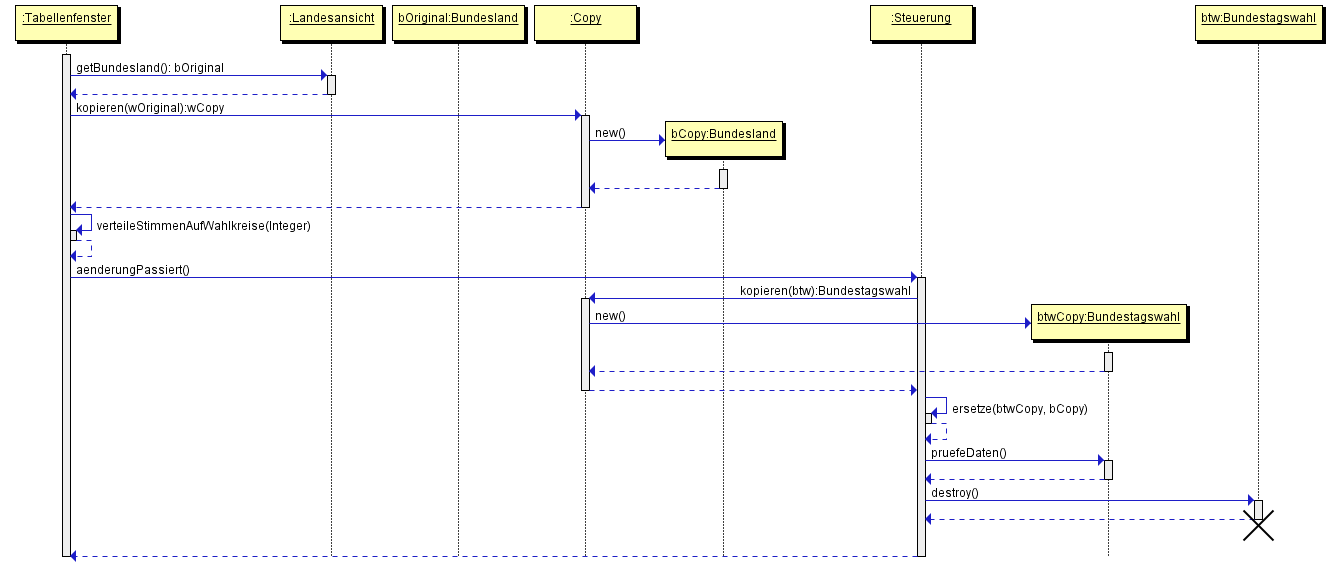 :Tabellenfenster
:Landesansicht
bOriginal:Bundesland
:Copy
:Steuerung
btw:Bundestagswahl
getBundesland(): bOriginal
kopieren(wOriginal):wCopy
new()
bCopy:Bundesland
verteileStimmenAufWahlkreise(Integer)
aenderungPassiert()
kopieren(btw):Bundestagswahl
new()
btwCopy:Bundestagswahl
ersetze(btwCopy, bCopy)
pruefeDaten()
destroy()